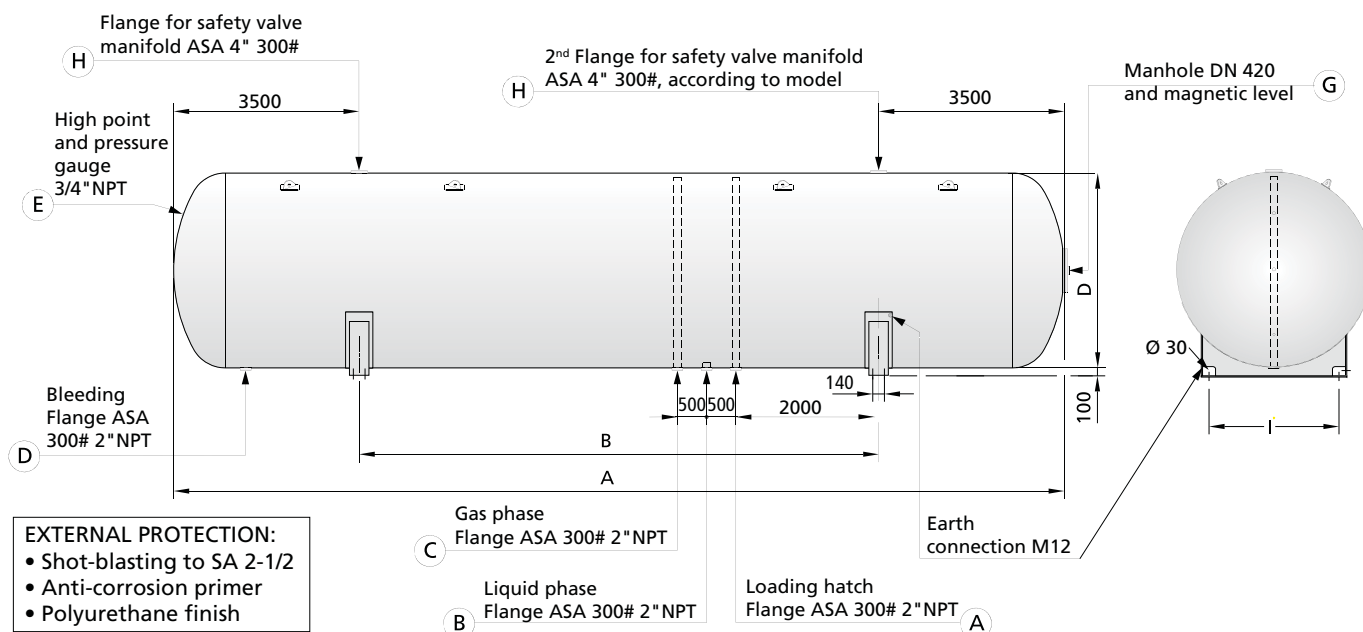 Flange for safety valve
manifold ASA 4" 300#
H
3500
2nd Flange for safety valve manifold
ASA 4" 300#, according to model
H
3500
Manhole DN 420
and magnetic level
G
High point
and pressure
gauge
3/4"NPT
E
D
Ø 30
140
100
500
500
2000
I
B
A
Bleeding
Flange ASA
300# 2"NPT
D
Gas phase
Flange ASA 300# 2"NPT
C
Earth
connection M12
Liquid phase
Flange ASA 300# 2"NPT
B
Loading hatch
Flange ASA 300# 2"NPT
A
EXTERNAL PROTECTION:
• Shot-blasting to SA 2-1/2
• Anti-corrosion primer
• Polyurethane finish